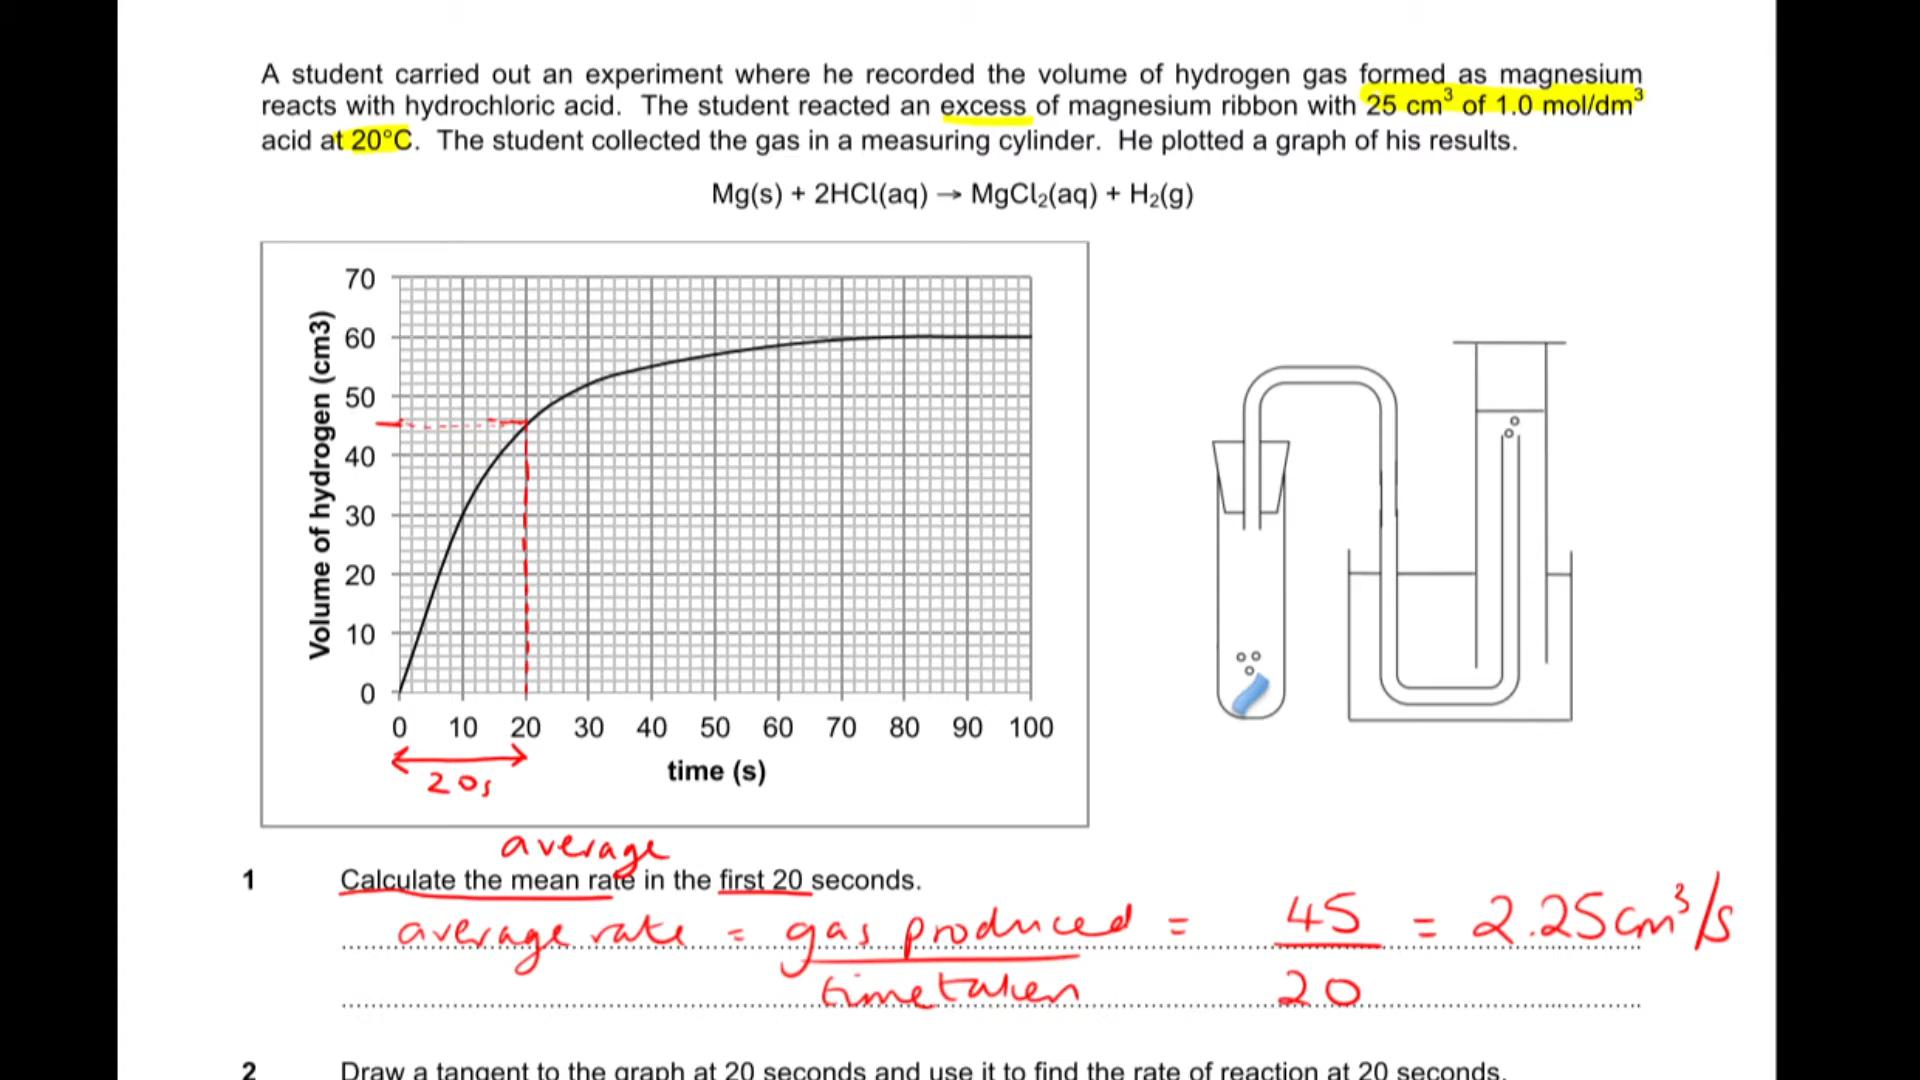 A student carried out an experiment where he recorded the volume of hydrogen gas formed as magnesium
reacts with hydrochloric acid. The student reacted an excess of magnesium ribbon with 25 cm³ of 1.0 mol/dm³
acid at 20°C. The student collected the gas in a measuring cylinder. He plotted a graph of his results.
Mg(s) + 2HCl(aq) → MgCl₂(aq) + H₂(g)
Volume of hydrogen (cm3)
70
60
50
40
30
20
10
0
0 10 20 30 40 50 60 70 80 90 100
20s
time (s)
average
1 Calculate the mean rate in the first 20 seconds.
average rate = gas produced = 45 = 2.25cm³/s
time taken 20
2 Draw a tangent to the graph at 20 seconds and use it to find the rate of reaction at 20 seconds.